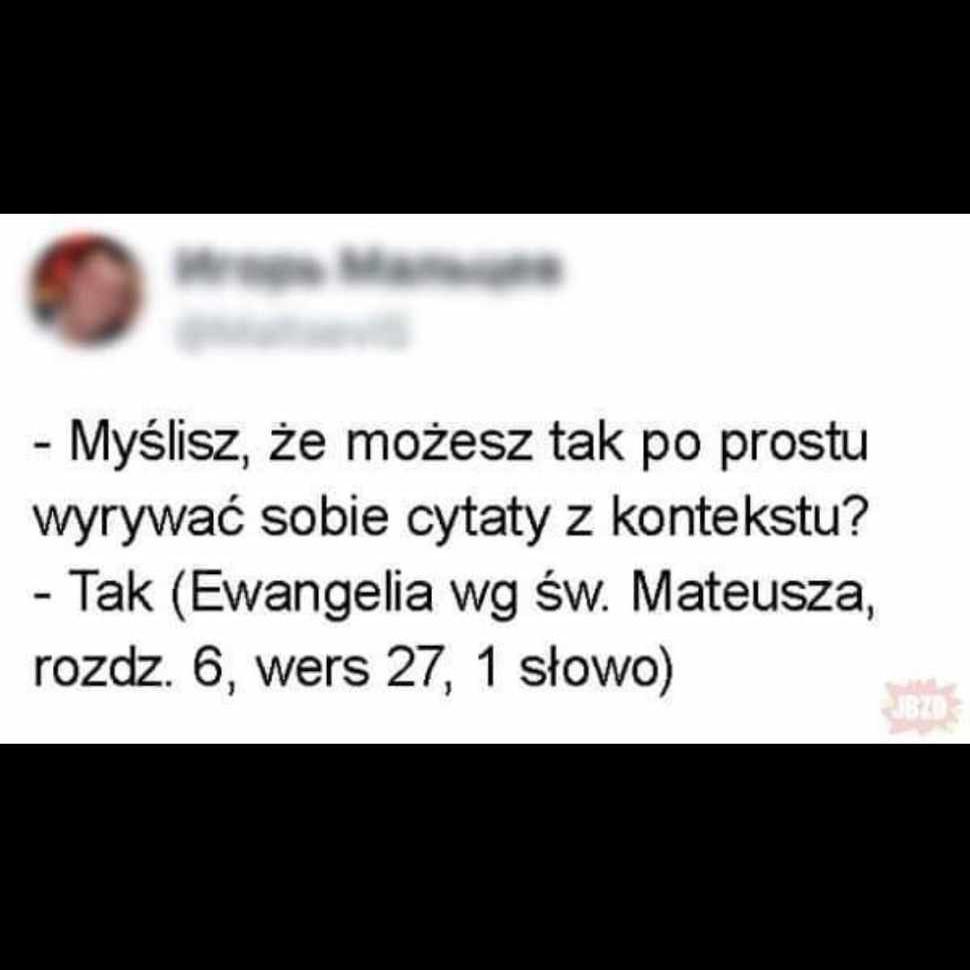 - Myślisz, że możesz tak po prostu
wyrywać sobie cytaty z kontekstu?
- Tak (Ewangelia wg św. Mateusza,
rozdz. 6, wers 27, 1 słowo)
JBZD